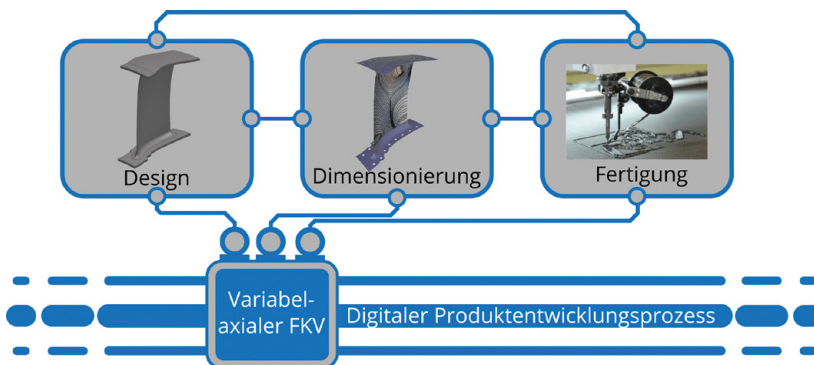 Design
Dimensionierung
Fertigung
Variabel-
axialer FKV
Digitaler Produktentwicklungsprozess